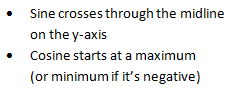 • Sine crosses through the midline
on the y-axis
• Cosine starts at a maximum
(or minimum if it's negative)